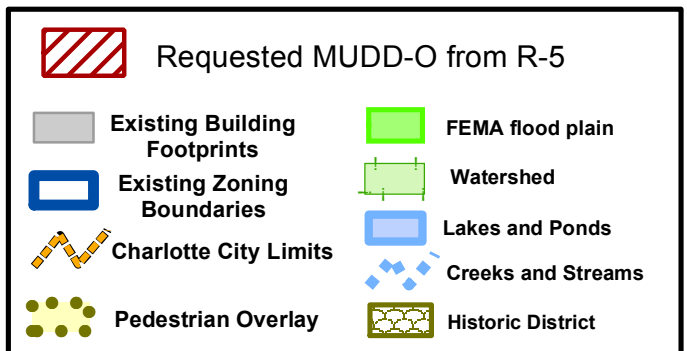 Requested MUDD-O from R-5
Existing Building
Footprints
Existing Zoning
Boundaries
Charlotte City Limits
Pedestrian Overlay
FEMA flood plain
Watershed
Lakes and Ponds
Creeks and Streams
Historic District